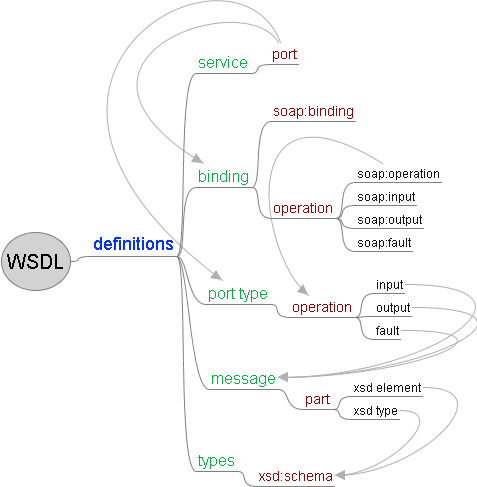 port
service
soap:binding
binding
soap:operation
soap:input
operation
soap:output
soap:fault
definitions
WSDL
input
port type
operation
output
fault
message
xsd element
part
xsd type
types
xsd:schema